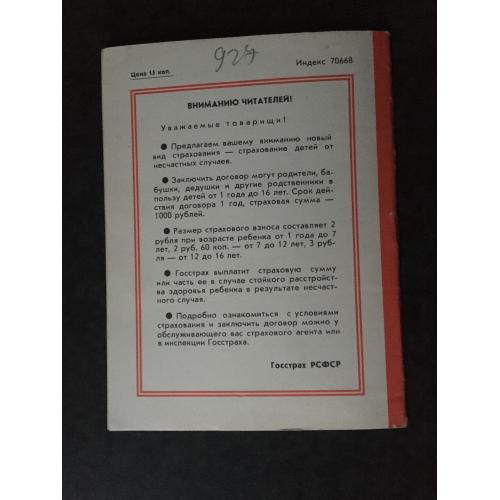 924
Цена 15 коп.
Индекс 70668
ВНИМАНИЮ ЧИТАТЕЛЕЙ!
Уважаемые товарищи!
● Предлагаем вашему вниманию новый
вид страхования — страхование детей от
несчастных случаев.
● Заключить договор могут родители, ба-
бушки, дедушки и другие родственники в
пользу детей от 1 года до 16 лет. Срок дей-
ствия договора 1 год, страховая сумма —
1000 рублей.
● Размер страхового взноса составляет 2
рубля при возрасте ребенка от 1 года до 7
лет, 2 руб. 60 коп. — от 7 до 12 лет, 3 руб-
ля — от 12 до 16 лет.
● Госстрах выплатит страховую сумму
или часть ее в случае стойкого расстройст-
ва здоровья ребенка в результате несчаст-
ного случая.
● Подробно ознакомиться с условиями
страхования и заключить договор можно у
обслуживающего вас страхового агента или
в инспекции Госстраха.
Госстрах РСФСР